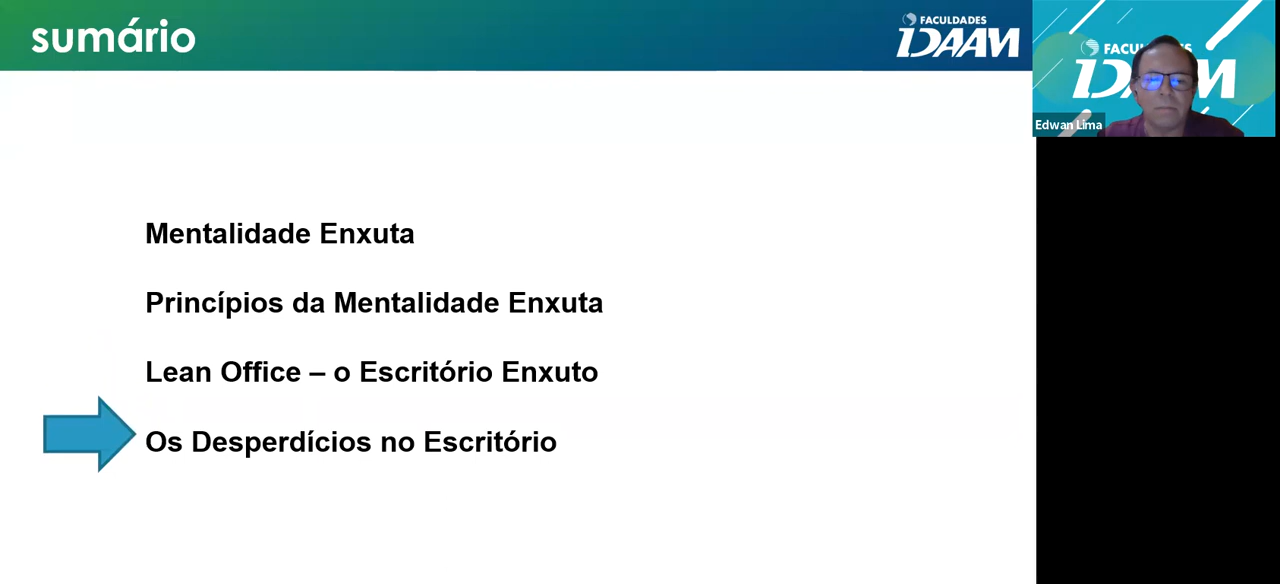 sumário
FACULDADES
IDAAM
Edwan Lima
Mentalidade Enxuta
Princípios da Mentalidade Enxuta
Lean Office – o Escritório Enxuto
Os Desperdícios no Escritório